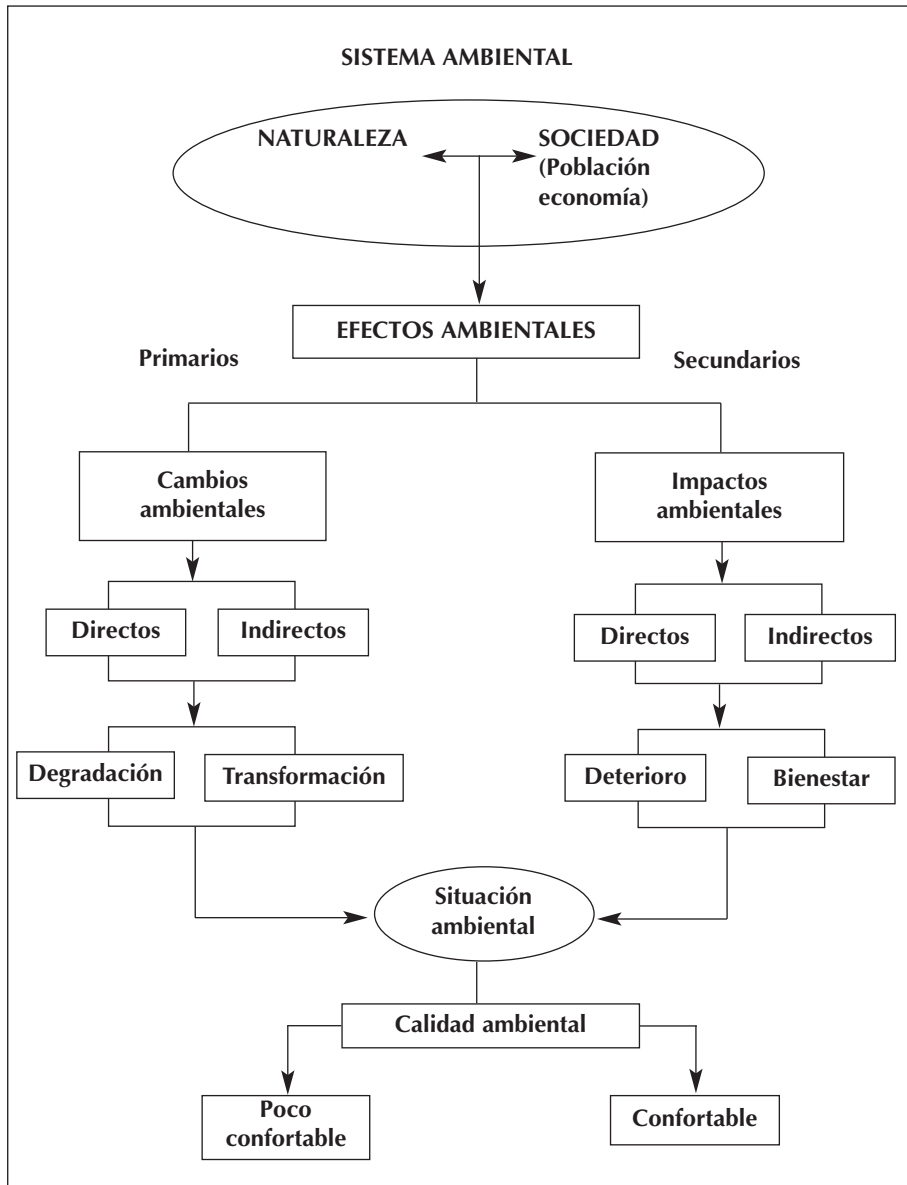 SISTEMA AMBIENTAL
NATURALEZA
SOCIEDAD
(Población
economía)
EFECTOS AMBIENTALES
Primarios
Secundarios
Cambios
ambientales
Impactos
ambientales
Directos
Indirectos
Directos
Indirectos
Degradación
Transformación
Deterioro
Bienestar
Situación
ambiental
Calidad ambiental
Poco
confortable
Confortable